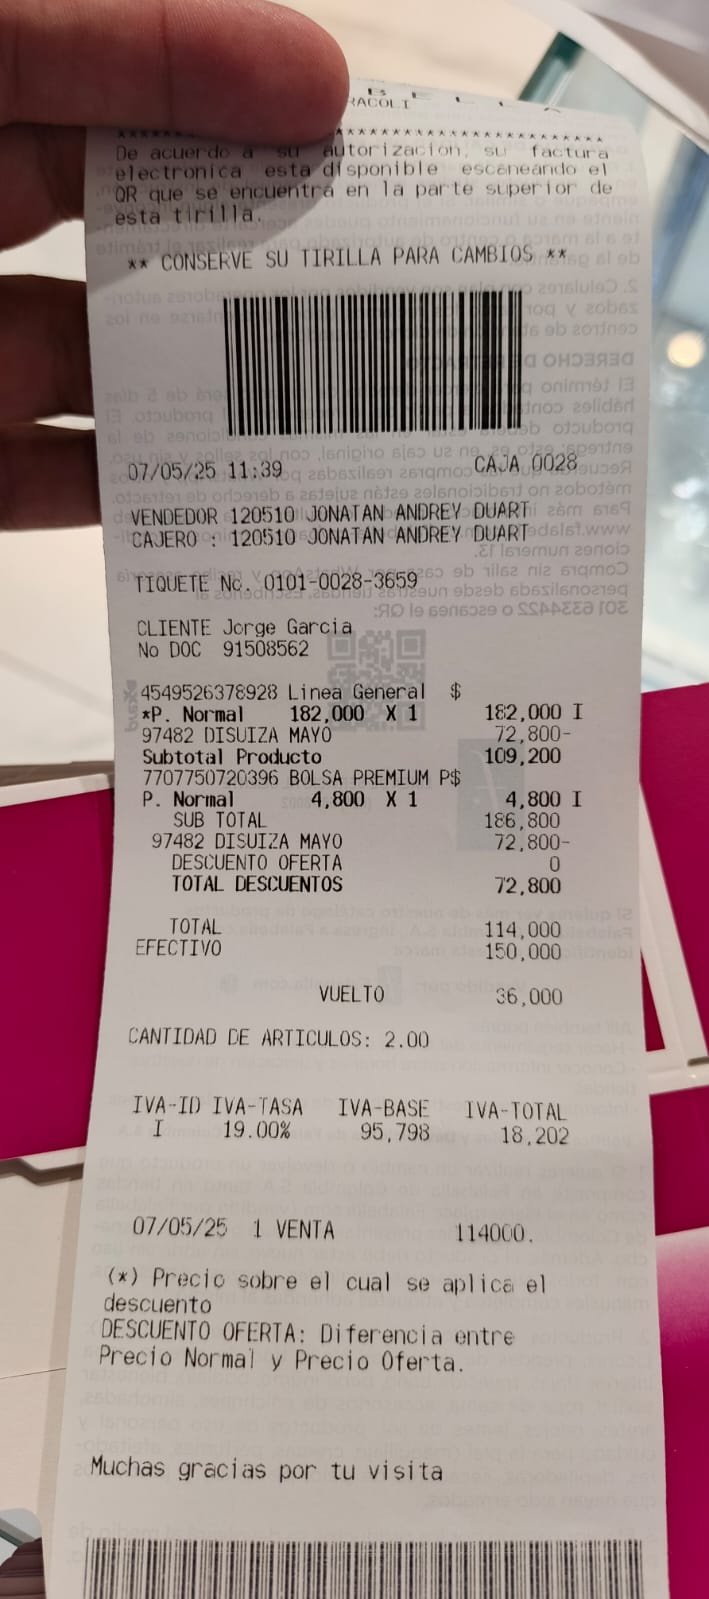 B E L L A
RACOLI
****************************************
De acuerdo a su autorizacion, su factura
electronica esta disponible escaneando el
QR que se encuentra en la parte superior de
esta tirilla.
** CONSERVE SU TIRILLA PARA CAMBIOS **
07/05/25 11:39 CAJA 0028
VENDEDOR 120510 JONATAN ANDREY DUART
CAJERO : 120510 JONATAN ANDREY DUART
TIQUETE No. 0101-0028-3659
CLIENTE Jorge Garcia
No DOC 91508562
4549526378928 Linea General $
*P. Normal 182,000 X 1 182,000 I
97482 DISUIZA MAYO 72,800-
Subtotal Producto 109,200
7707750720396 BOLSA PREMIUM P$
P. Normal 4,800 X 1 4,800 I
SUB TOTAL 186,800
97482 DISUIZA MAYO 72,800-
DESCUENTO OFERTA 0
TOTAL DESCUENTOS 72,800
TOTAL 114,000
EFECTIVO 150,000
VUELTO 36,000
CANTIDAD DE ARTICULOS: 2.00
IVA-ID IVA-TASA IVA-BASE IVA-TOTAL
I 19.00% 95,798 18,202
07/05/25 1 VENTA 114000.
(*) Precio sobre el cual se aplica el
descuento
DESCUENTO OFERTA: Diferencia entre
Precio Normal y Precio Oferta.
Muchas gracias por tu visita